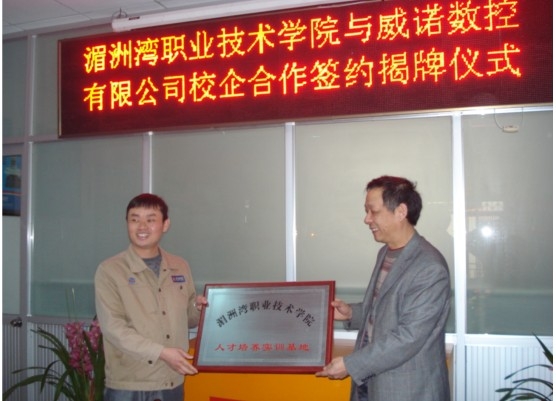 湄洲湾职业技术学院与威诺数控
有限公司校企合作签约揭牌仪式
湄洲湾职业技术学院
人才培养实训基地